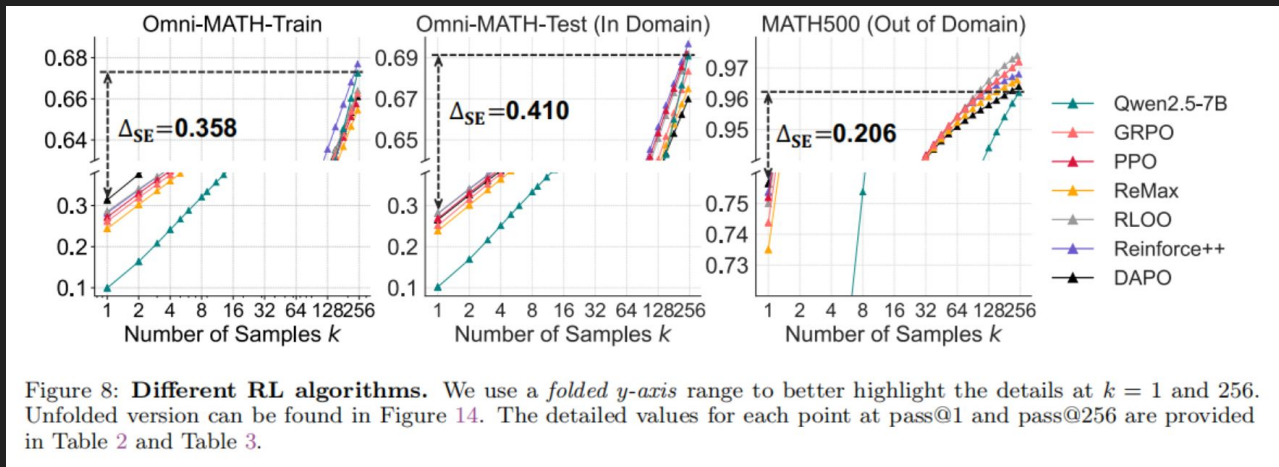 Omni-MATH-Train
0.68
0.66
0.64
0.3
0.2
0.1
ΔSE=0.358
1 2 4 8 16 32 64 128256
Number of Samples k
Omni-MATH-Test (In Domain)
0.69
0.67
0.65
0.3
0.2
0.1
ΔSE=0.410
1 2 4 8 16 32 64 128256
Number of Samples k
MATH500 (Out of Domain)
0.97
0.96
0.95
0.75
0.74
0.73
ΔSE=0.206
1 2 4 8 16 32 64 128256
Number of Samples k
Qwen2.5-7B
GRPO
PPO
ReMax
RLOO
Reinforce++
DAPO
Figure 8: Different RL algorithms. We use a folded y-axis range to better highlight the details at k = 1 and 256.
Unfolded version can be found in Figure 14. The detailed values for each point at pass@1 and pass@256 are provided
in Table 2 and Table 3.